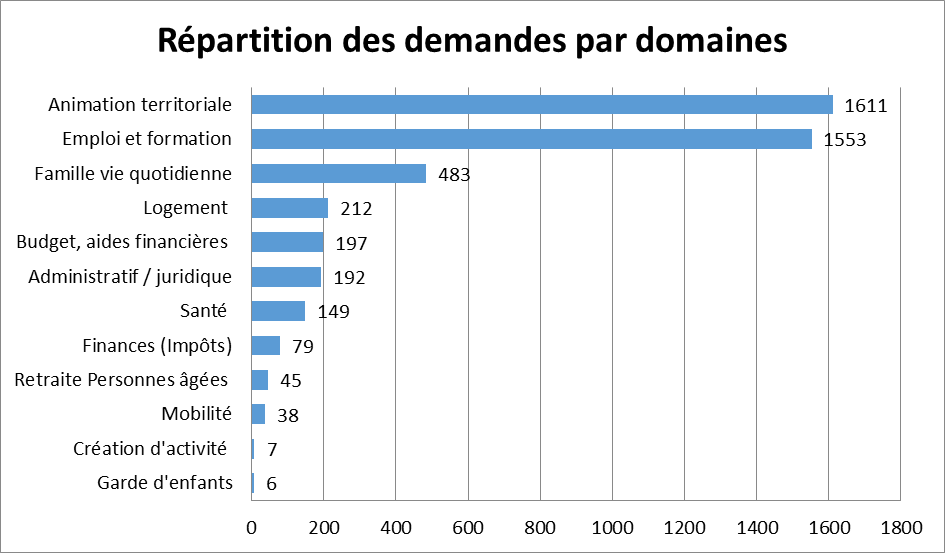 Répartition des demandes par domaines
Animation territoriale 1611
Emploi et formation 1553
Famille vie quotidienne 483
Logement 212
Budget, aides financières 197
Administratif / juridique 192
Santé 149
Finances (Impôts) 79
Retraite Personnes âgées 45
Mobilité 38
Création d'activité 7
Garde d'enfants 6
0 200 400 600 800 1000 1200 1400 1600 1800